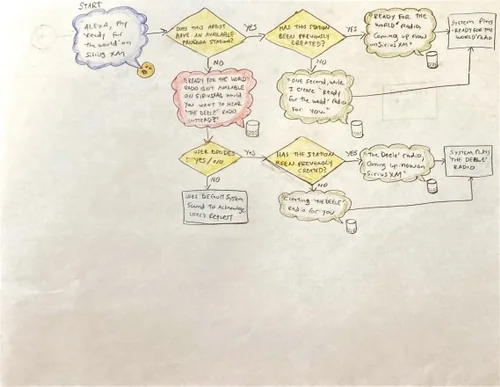 START
ALEXA, Play
"Ready for
the world" on
Sirius XM
DOES THIS ARTIST
HAVE AN AVAILABLE
PANDORA STATION?
YES
HAS THIS STATION
BEEN PREVIOUSLY
CREATED?
YES
"READY FOR THE
WORLD" Radio
Coming up now
on Sirius XM
System Plays
"READY FOR THE
WORLD" RADIO
NO
NO
"READY FOR THE WORLD
RADIO ISN'T AVAILABLE
ON SIRIUSXM. Would
YOU WANT TO HEAR
'THE DEELE' RADIO
INSTEAD?"
"One second, while
I create 'Ready
for the world' Radio
For You"
USER DECIDES
YES/NO
YES
HAS THE STATION
BEEN PREVIOUSLY
CREATED?
YES
"The Deele" radio,
Coming up now on
Sirius XM"
SYSTEM PLAYS
'THE DEELE'
RADIO
NO
NO
Uses Default System
Sound to Acknowledge
User's Request
"Creating 'THE DEELE'
Radio for you